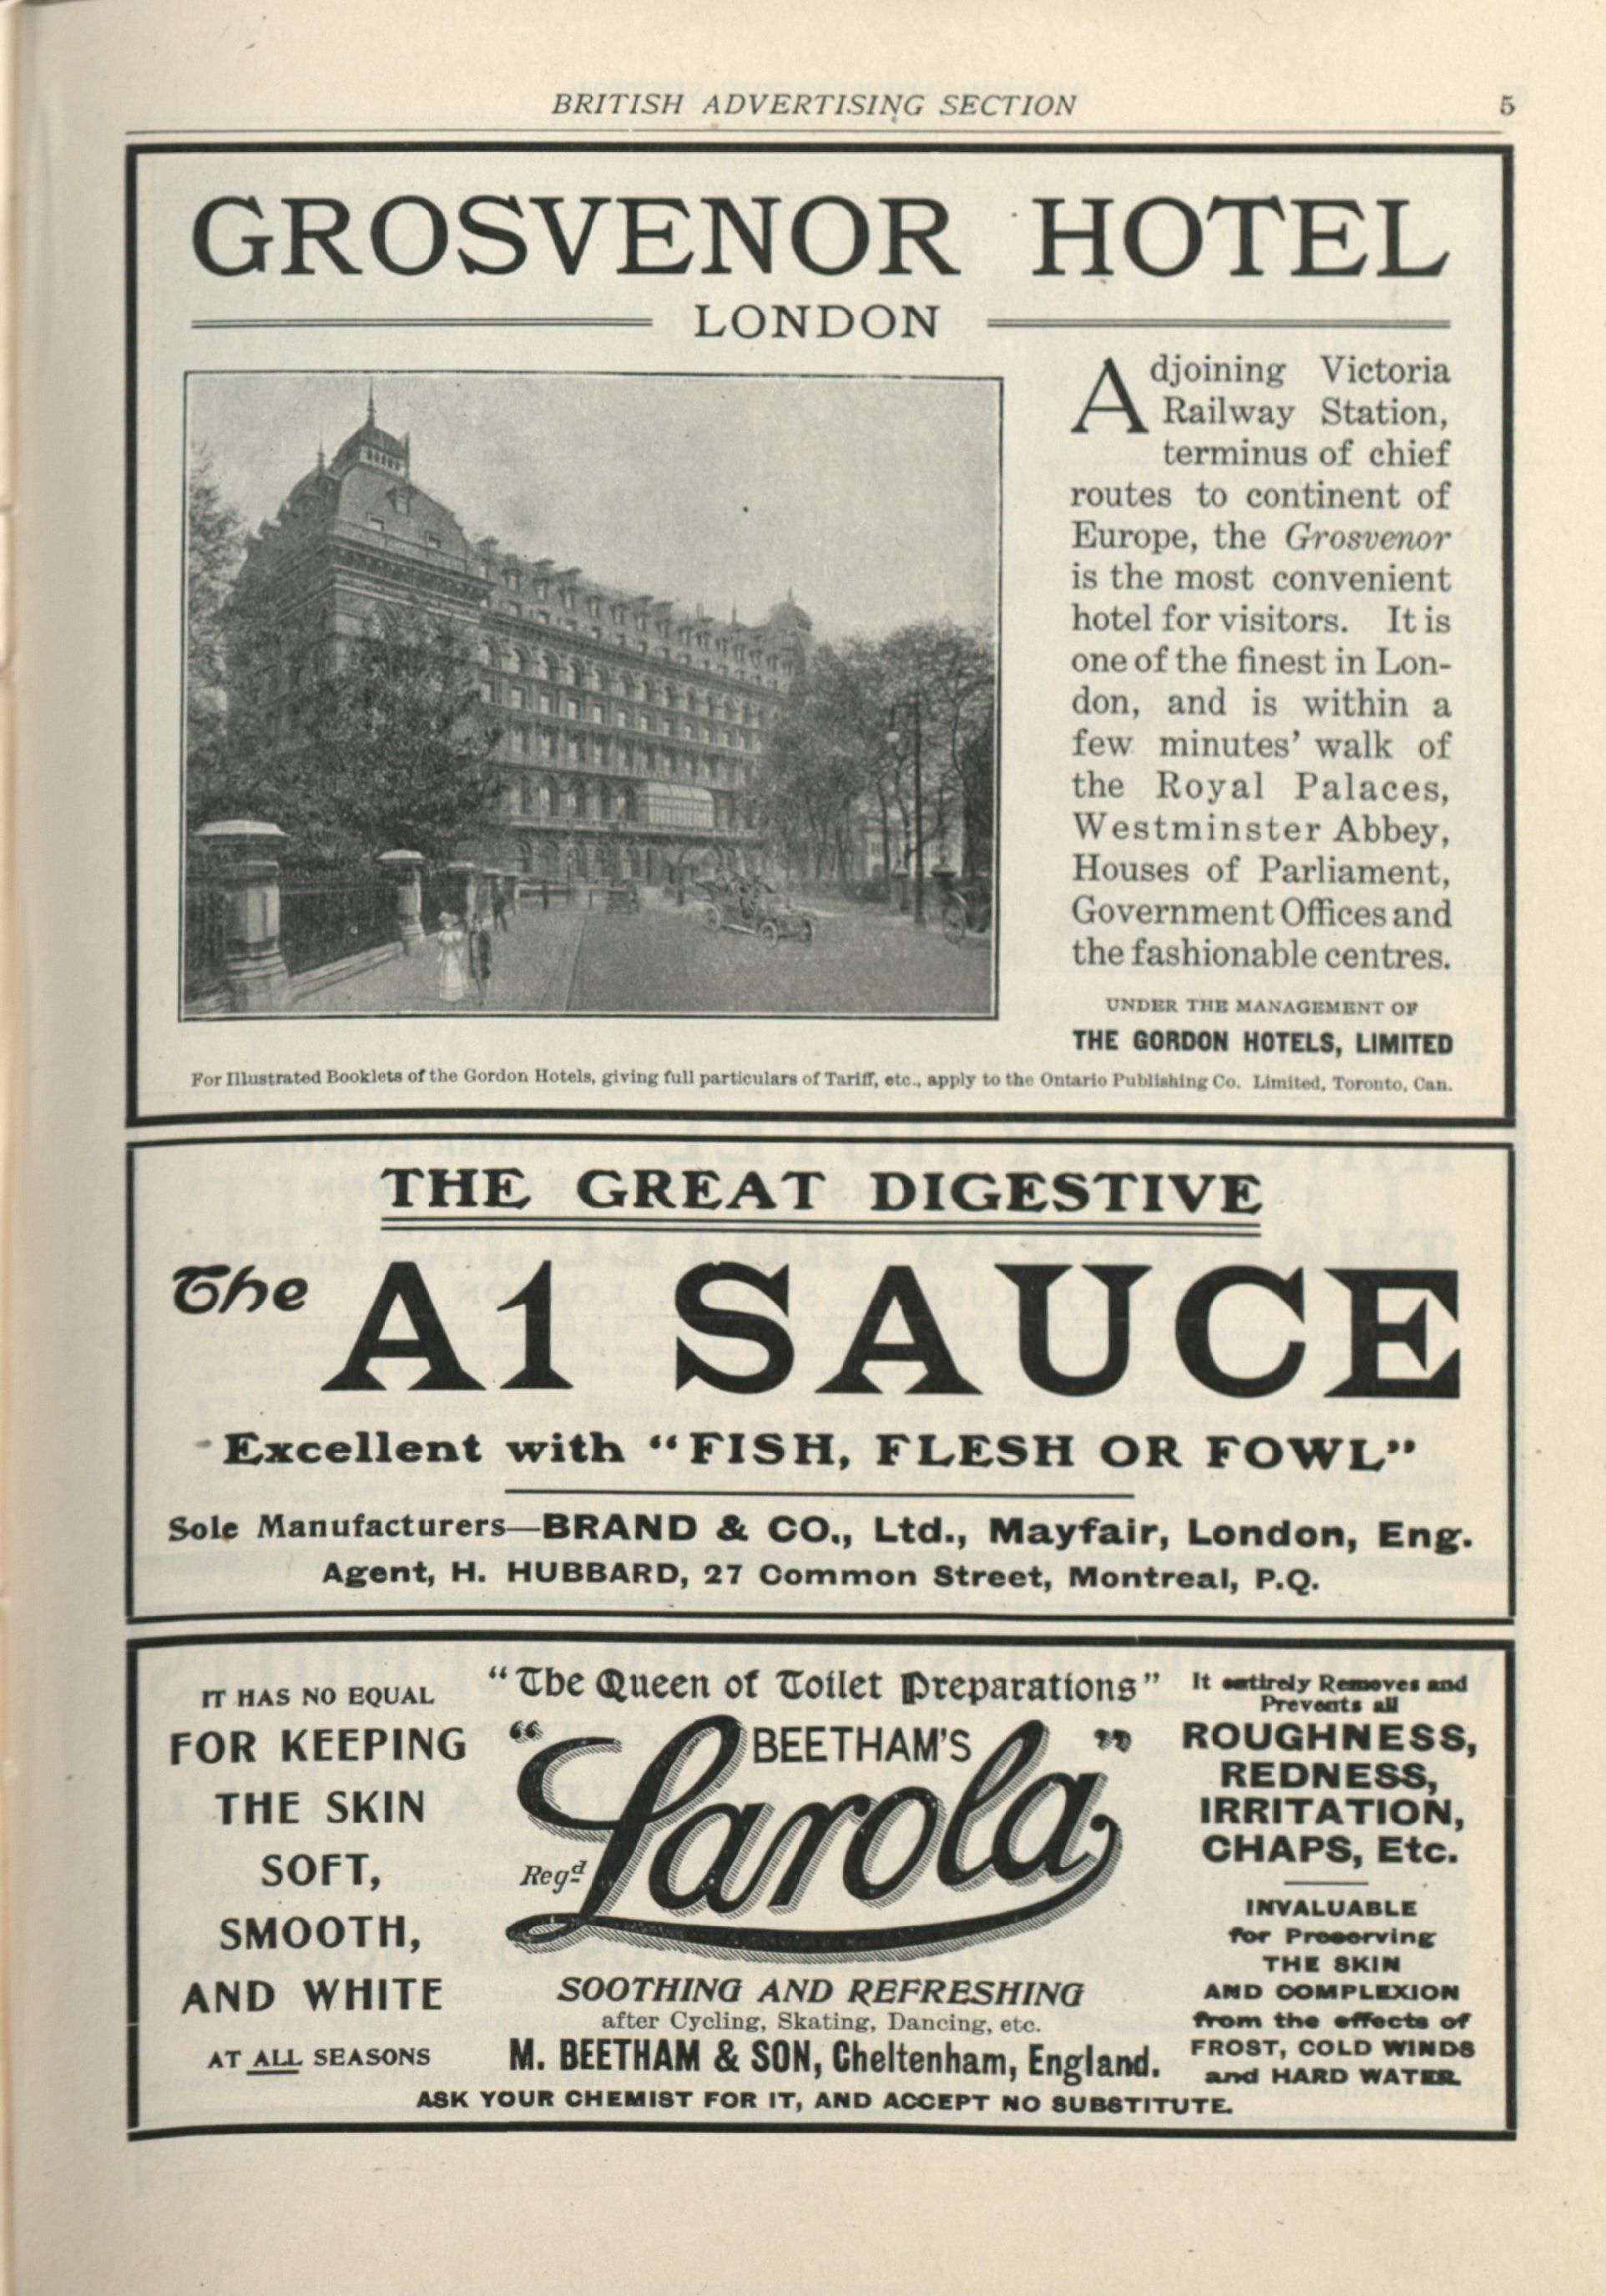 BRITISH ADVERTISING SECTION 5
GROSVENOR HOTEL
LONDON
Adjoining Victoria
Railway Station,
terminus of chief
routes to continent of
Europe, the Grosvenor
is the most convenient
hotel for visitors. It is
one of the finest in Lon-
don, and is within a
few minutes' walk of
the Royal Palaces,
Westminster Abbey,
Houses of Parliament,
Government Offices and
the fashionable centres.
UNDER THE MANAGEMENT OF
THE GORDON HOTELS, LIMITED
For Illustrated Booklets of the Gordon Hotels, giving full particulars of Tariff, etc., apply to the Ontario Publishing Co. Limited, Toronto, Can.
THE GREAT DIGESTIVE
The A1 SAUCE
Excellent with "FISH, FLESH OR FOWL"
Sole Manufacturers—BRAND & CO., Ltd., Mayfair, London, Eng.
Agent, H. HUBBARD, 27 Common Street, Montreal, P.Q.
IT HAS NO EQUAL
FOR KEEPING
THE SKIN
SOFT,
SMOOTH,
AND WHITE
AT ALL SEASONS
"The Queen of Toilet Preparations"
BEETHAM'S
"Larola"
Regd
SOOTHING AND REFRESHING
after Cycling, Skating, Dancing, etc.
M. BEETHAM & SON, Cheltenham, England.
It entirely Removes and
Prevents all
ROUGHNESS,
REDNESS,
IRRITATION,
CHAPS, Etc.
INVALUABLE
for Preserving
THE SKIN
AND COMPLEXION
from the effects of
FROST, COLD WINDS
and HARD WATER.
ASK YOUR CHEMIST FOR IT, AND ACCEPT NO SUBSTITUTE.